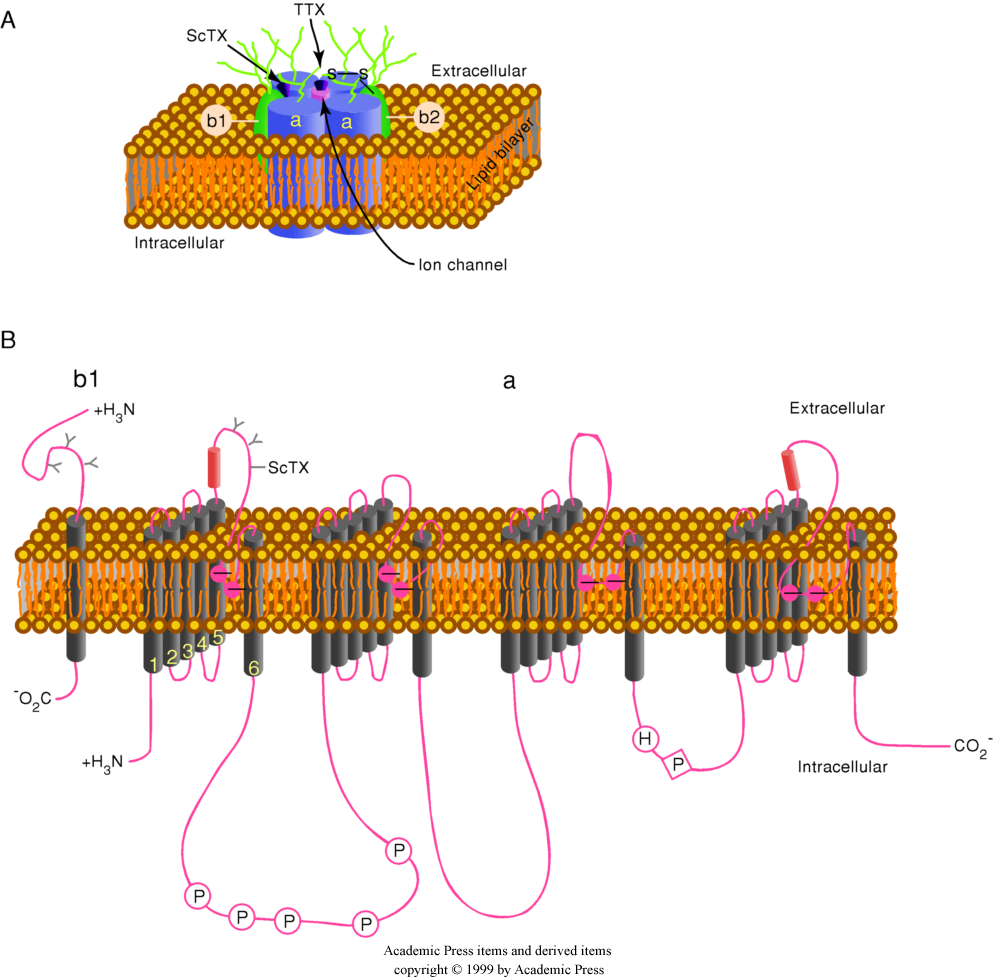 A
TTX
ScTX
S S
Extracellular
b1
a
a
b2
Lipid bilayer
Intracellular
Ion channel
B
b1
a
+H3N
Extracellular
ScTX
1 2 3 4 5
6
-O2C
+H3N
H
P
CO2-
Intracellular
P
P
P
P
P
Academic Press items and derived items
copyright © 1999 by Academic Press